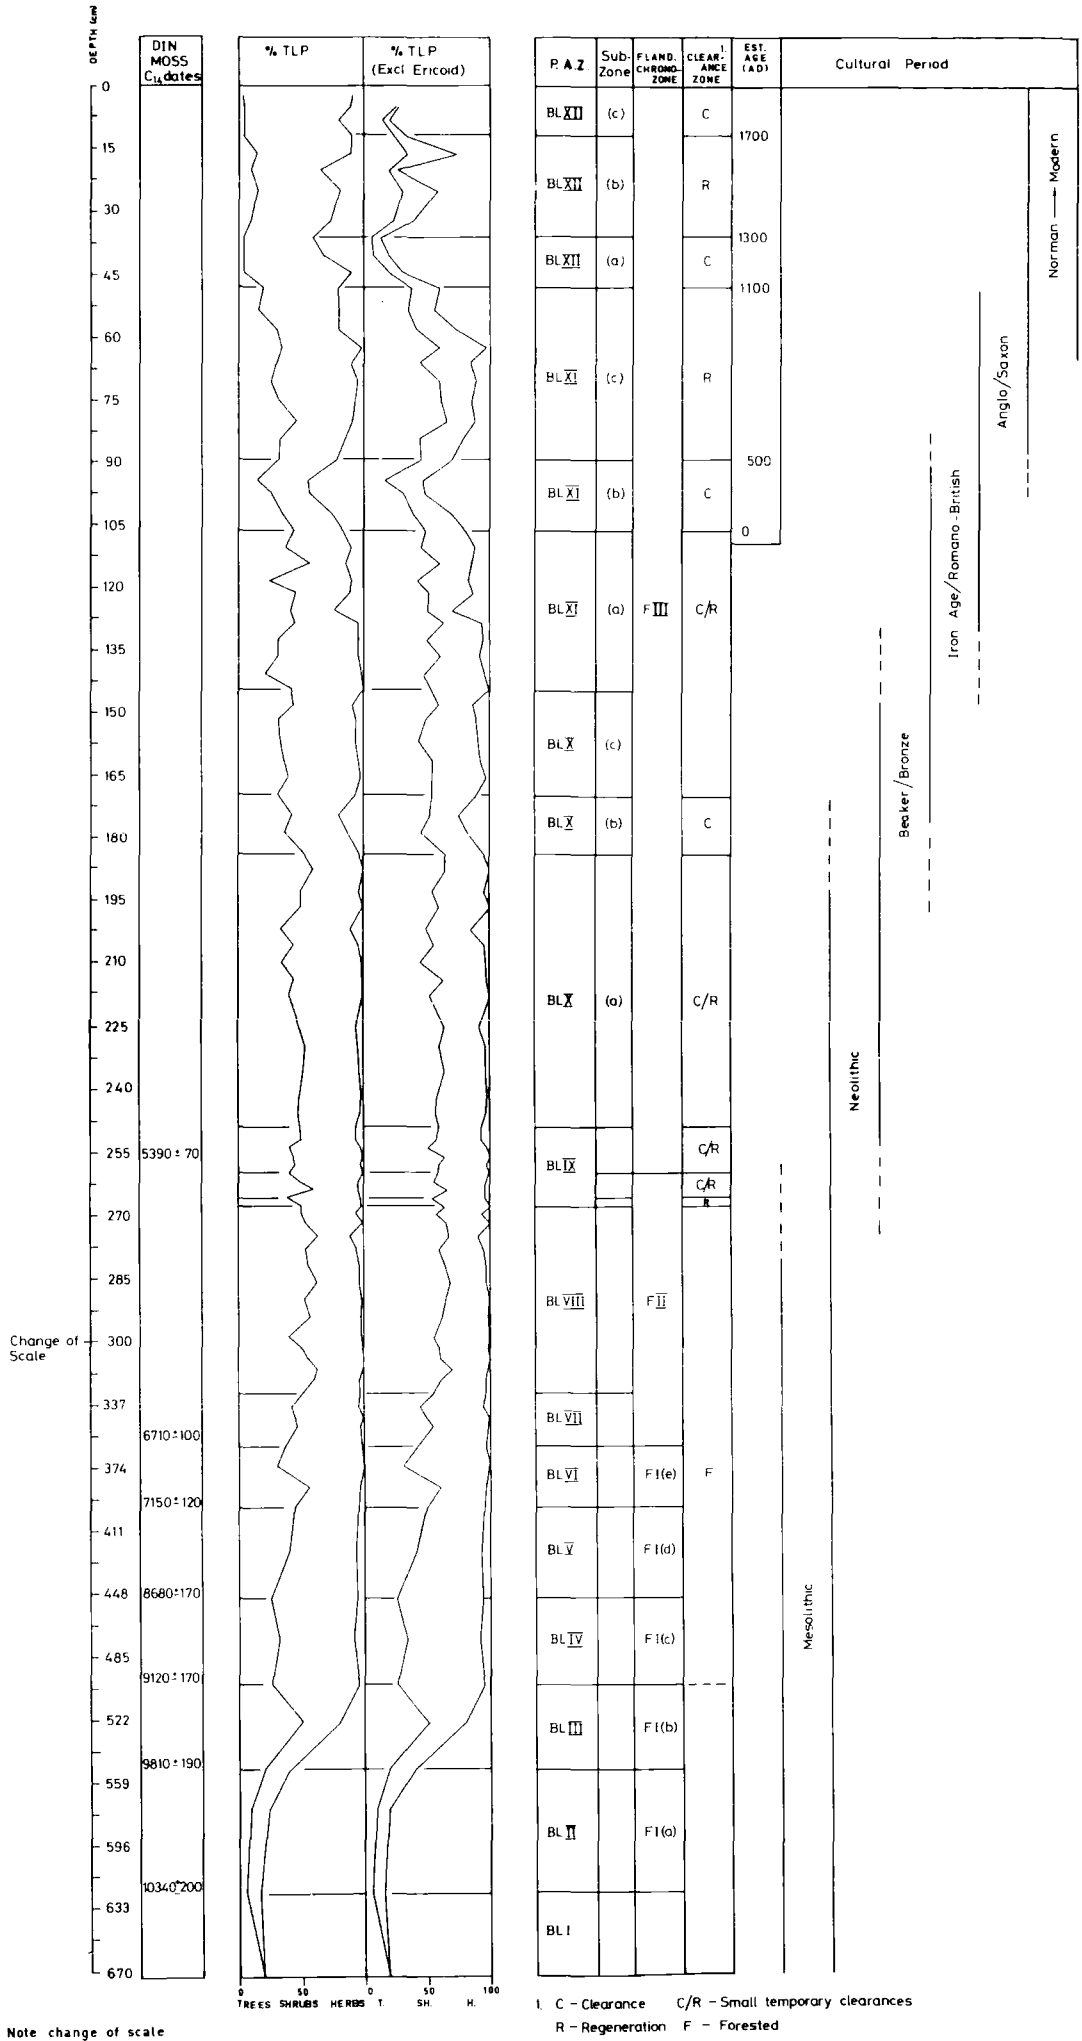 DEPTH (cm)
DIN
MOSS
C14 dates
% TLP
% TLP
(Excl Ericoid)
P. A. Z.
Sub-
Zone
FLAND.
CHRONO-
ZONE
1.
CLEAR-
ANCE
ZONE
EST.
AGE
(AD)
Cultural Period
0
15
30
45
60
75
90
105
120
135
150
165
180
195
210
225
240
255
270
285
Change of
Scale
300
337
374
411
448
485
522
559
596
633
670
5390 ± 70
6710 ± 100
7150 ± 120
8680 ± 170
9120 ± 170
9810 ± 190
10340 ± 200
BL XII (c) C
1700
BL XII (b) R
1300
BL XII (a) C
1100
BL XI (c) R
500
BL XI (b) C
0
BL XI (a) F III C/R
BL X (c)
BL X (b) C
BL X (a) C/R
BL IX C/R
C/R
R
BL VIII F II
BL VII
BL VI F I(e) F
BL V F I(d)
BL IV F I(c)
BL III F I(b)
BL II F I(a)
BL I
Norman → Modern
Anglo/Saxon
Iron Age/Romano-British
Beaker/Bronze
Neolithic
Mesolithic
0 50 0 50 100
TREES SHRUBS HERBS T. SH. H.
1. C – Clearance C/R – Small temporary clearances
R – Regeneration F – Forested
Note change of scale